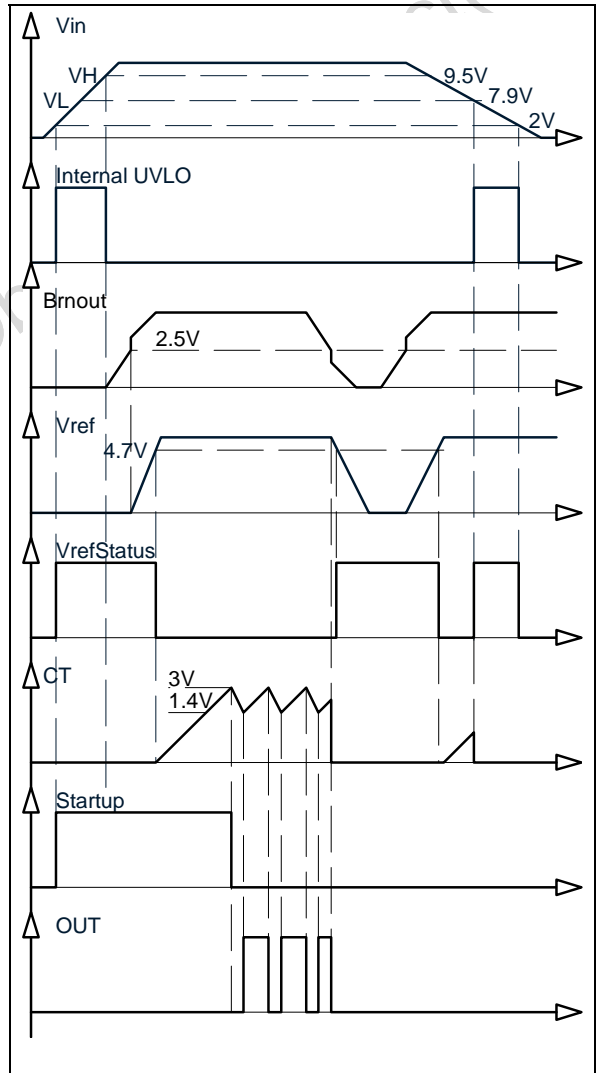 Vin
VH
9.5V
VL
7.9V
2V
Internal UVLO
Brnout
2.5V
Vref
4.7V
VrefStatus
CT
3V
1.4V
Startup
OUT